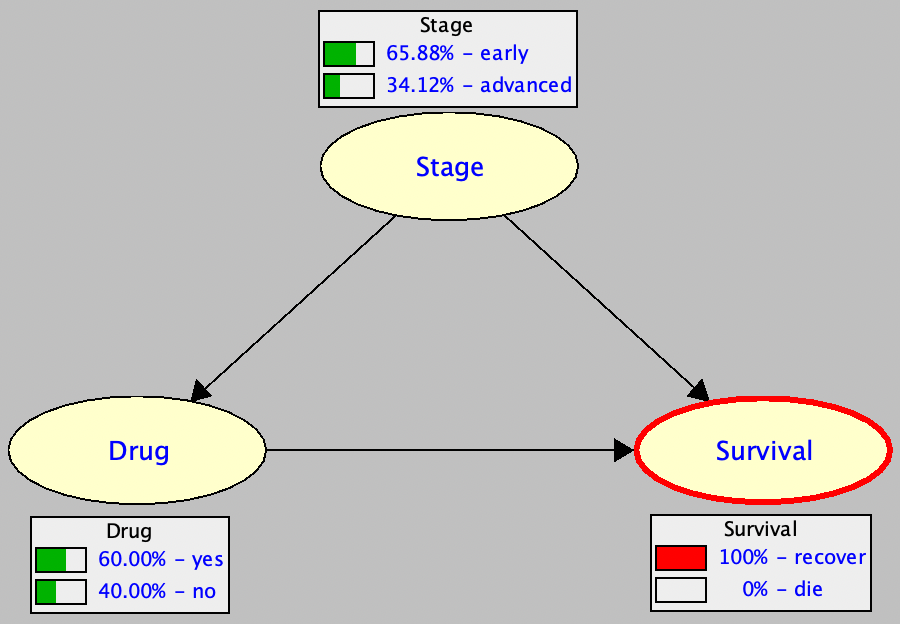 Stage
65.88% - early
34.12% - advanced
Stage
Drug
Survival
Drug
60.00% - yes
40.00% - no
Survival
100% - recover
0% - die